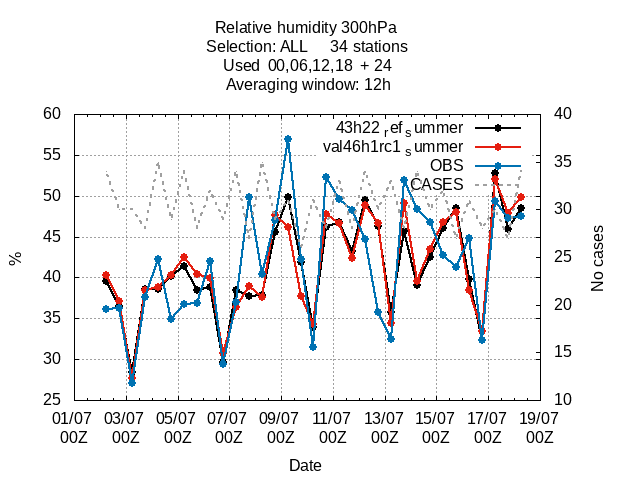 Relative humidity 300hPa
Selection: ALL 34 stations
Used 00,06,12,18 + 24
Averaging window: 12h
43h22_ref_summer
val46h1rc1_summer
OBS
CASES
%
60
55
50
45
40
35
30
25
No cases
40
35
30
25
20
15
10
01/07 03/07 05/07 07/07 09/07 11/07 13/07 15/07 17/07 19/07
00Z 00Z 00Z 00Z 00Z 00Z 00Z 00Z 00Z 00Z
Date